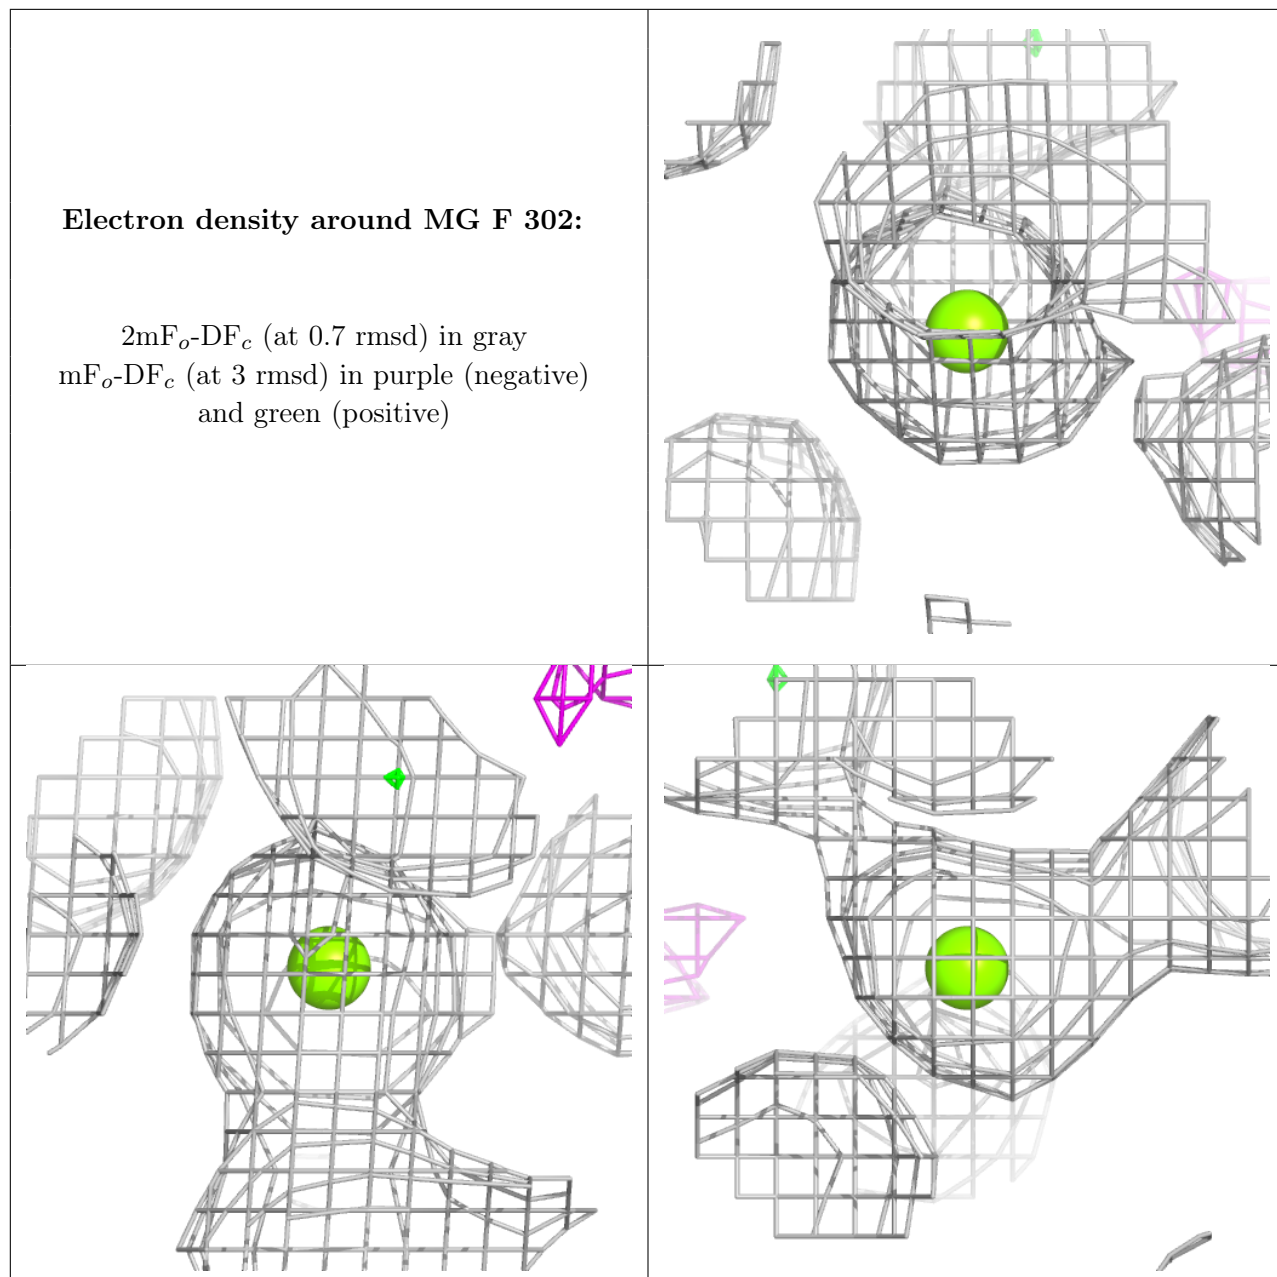 Electron density around MG F 302:
2mFo-DFc (at 0.7 rmsd) in gray
mFo-DFc (at 3 rmsd) in purple (negative)
and green (positive)